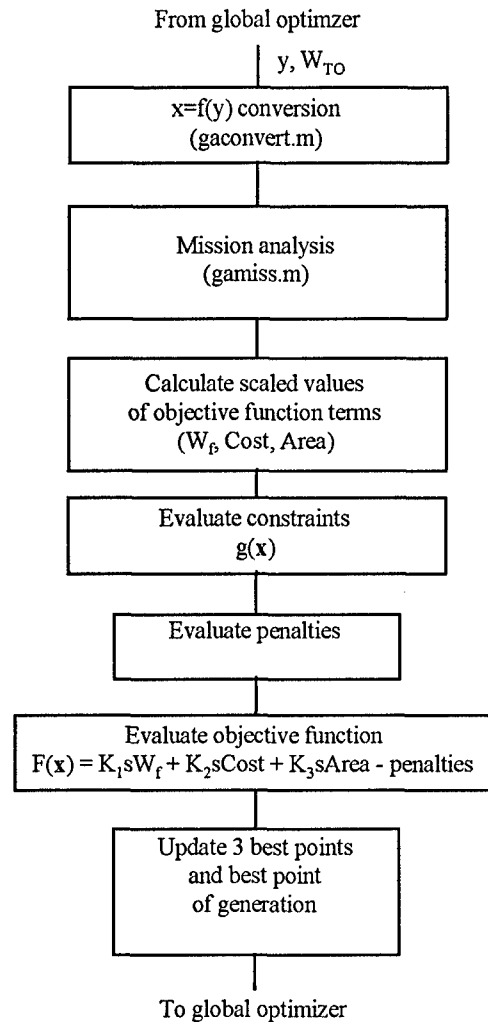 From global optimzer
y, W_TO
x=f(y) conversion
(gaconvert.m)
Mission analysis
(gamiss.m)
Calculate scaled values
of objective function terms
(W_f, Cost, Area)
Evaluate constraints
g(x)
Evaluate penalties
Evaluate objective function
F(x) = K_1sW_f + K_2sCost + K_3sArea - penalties
Update 3 best points
and best point
of generation
To global optimizer